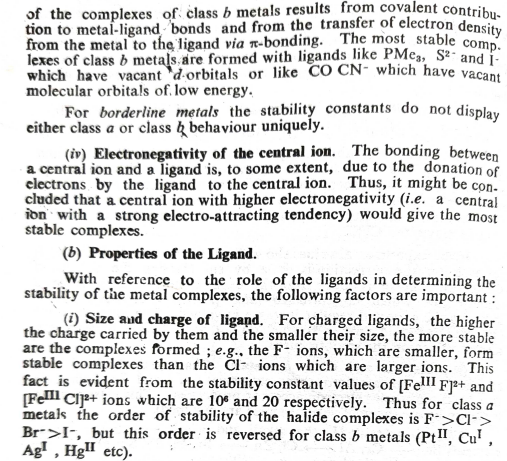 of the complexes of class b metals results from covalent contribu-
tion to metal-ligand bonds and from the transfer of electron density
from the metal to the ligand via π-bonding. The most stable comp-
lexes of class b metals are formed with ligands like PMe₃, S²⁻ and I⁻
which have vacant d orbitals or like CO CN⁻ which have vacant
molecular orbitals of low energy.
For borderline metals the stability constants do not display
either class a or class b behaviour uniquely.
(iv) Electronegativity of the central ion. The bonding between
a central ion and a ligand is, to some extent, due to the donation of
electrons by the ligand to the central ion. Thus, it might be con-
cluded that a central ion with higher electronegativity (i.e. a central
ion with a strong electro-attracting tendency) would give the most
stable complexes.
(b) Properties of the Ligand.
With reference to the role of the ligands in determining the
stability of the metal complexes, the following factors are important :
(i) Size and charge of ligand. For charged ligands, the higher
the charge carried by them and the smaller their size, the more stable
are the complexes formed ; e.g., the F⁻ ions, which are smaller, form
stable complexes than the Cl⁻ ions which are larger ions. This
fact is evident from the stability constant values of [Feᴵᴵᴵ F]²⁺ and
[Feᴵᴵᴵ Cl]²⁺ ions which are 10⁶ and 20 respectively. Thus for class a
metals the order of stability of the halide complexes is F⁻>Cl⁻>
Br⁻>I⁻, but this order is reversed for class b metals (Ptᴵᴵ, Cuᴵ ,
Agᴵ , Hgᴵᴵ etc).